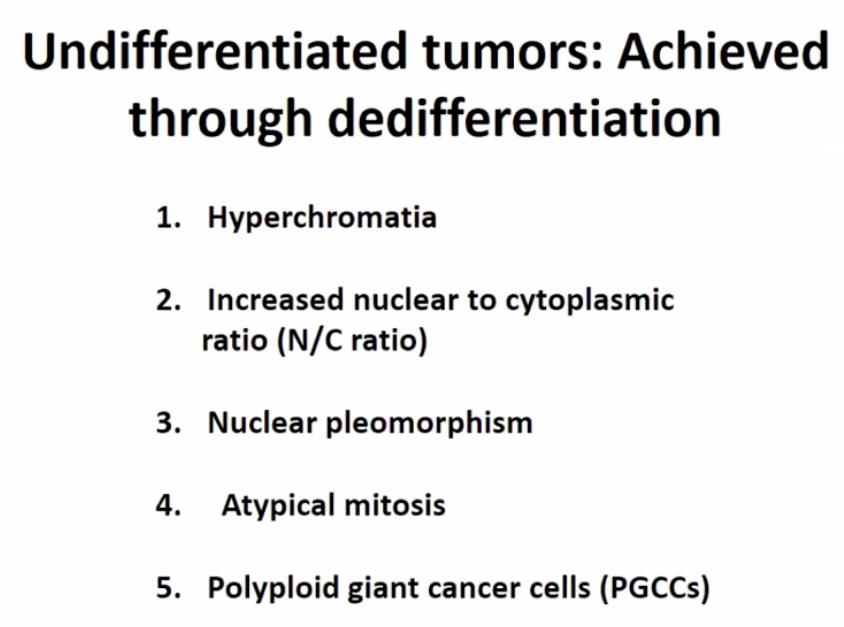 Undifferentiated tumors: Achieved
through dedifferentiation
1. Hyperchromatia
2. Increased nuclear to cytoplasmic
ratio (N/C ratio)
3. Nuclear pleomorphism
4. Atypical mitosis
5. Polyploid giant cancer cells (PGCCs)